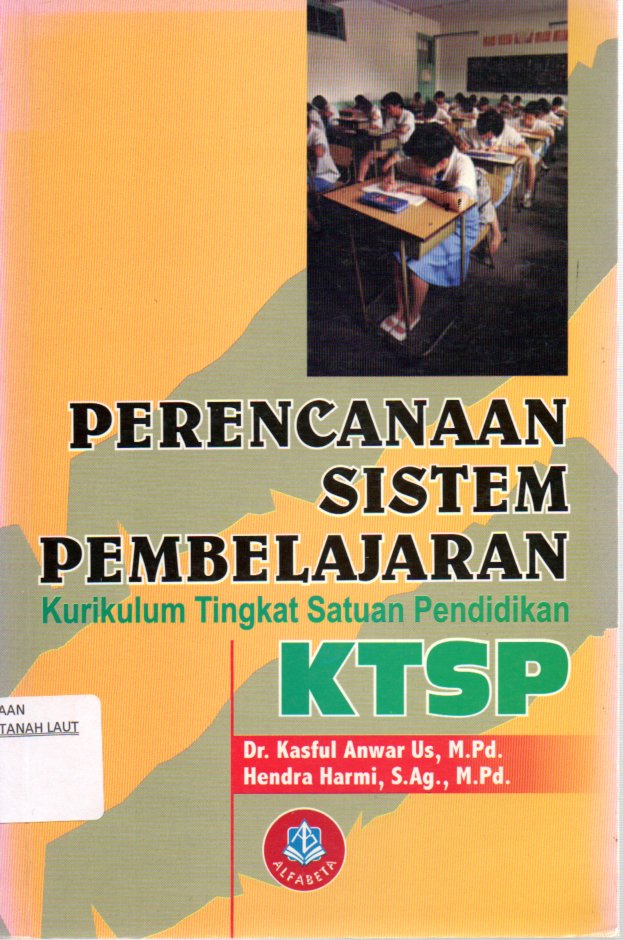 PERENCANAAN
SISTEM
PEMBELAJARAN
Kurikulum Tingkat Satuan Pendidikan
KTSP
AAN
TANAH LAUT
Dr. Kasful Anwar Us, M.Pd.
Hendra Harmi, S.Ag., M.Pd.
ALFABETA